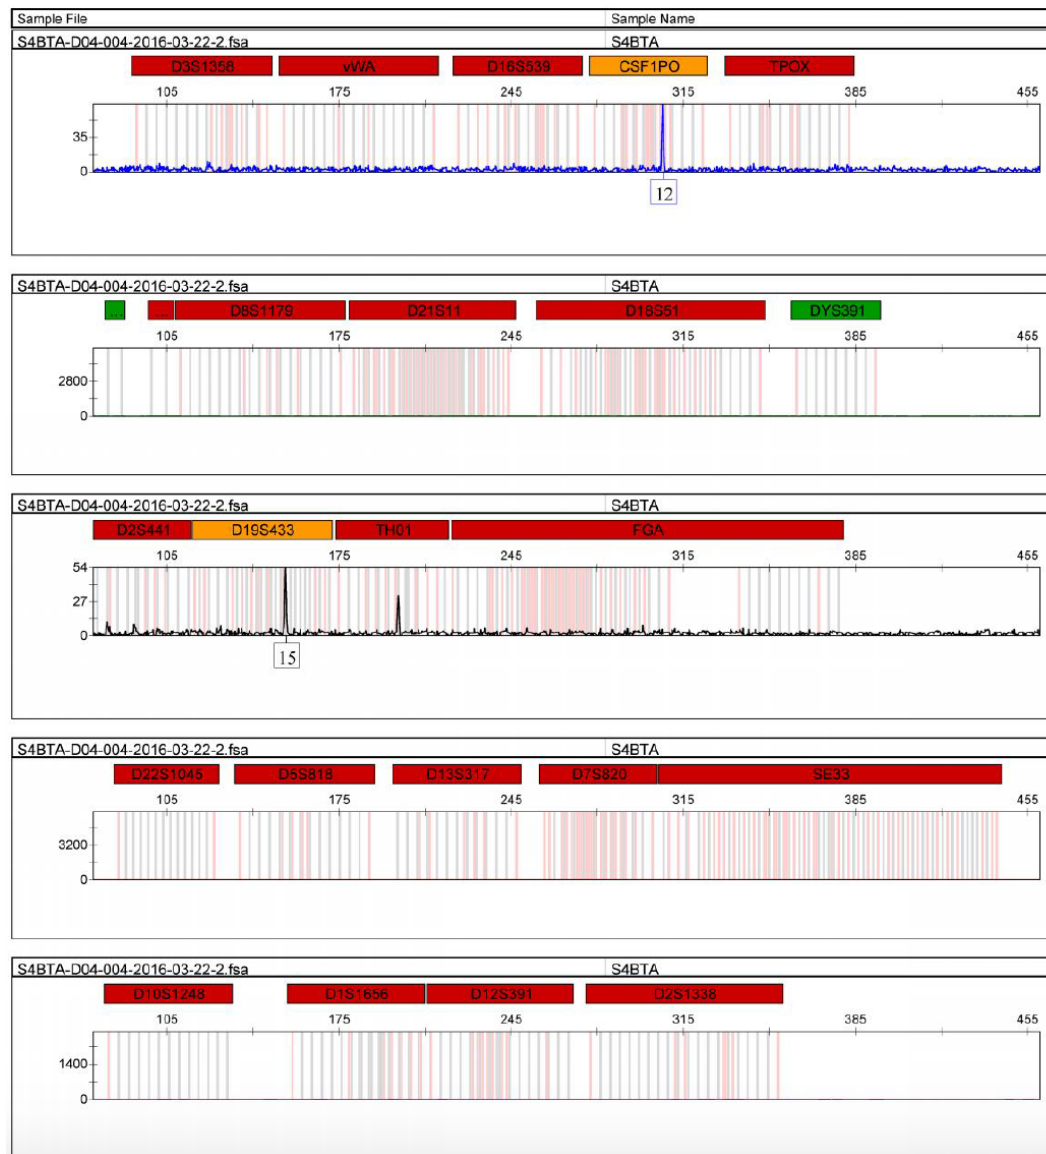 Sample File Sample Name
S4BTA-D04-004-2016-03-22-2.fsa S4BTA
D3S1358 vWA D16S539 CSF1PO TPOX
105 175 245 315 385 455
35
0
12
S4BTA-D04-004-2016-03-22-2.fsa S4BTA
... ... D8S1179 D21S11 D18S51 DYS391
105 175 245 315 385 455
2800
0
S4BTA-D04-004-2016-03-22-2.fsa S4BTA
D2S441 D19S433 TH01 FGA
105 175 245 315 385 455
54
27
0
15
S4BTA-D04-004-2016-03-22-2.fsa S4BTA
D22S1045 D5S818 D13S317 D7S820 SE33
105 175 245 315 385 455
3200
0
S4BTA-D04-004-2016-03-22-2.fsa S4BTA
D10S1248 D1S1656 D12S391 D2S1338
105 175 245 315 385 455
1400
0